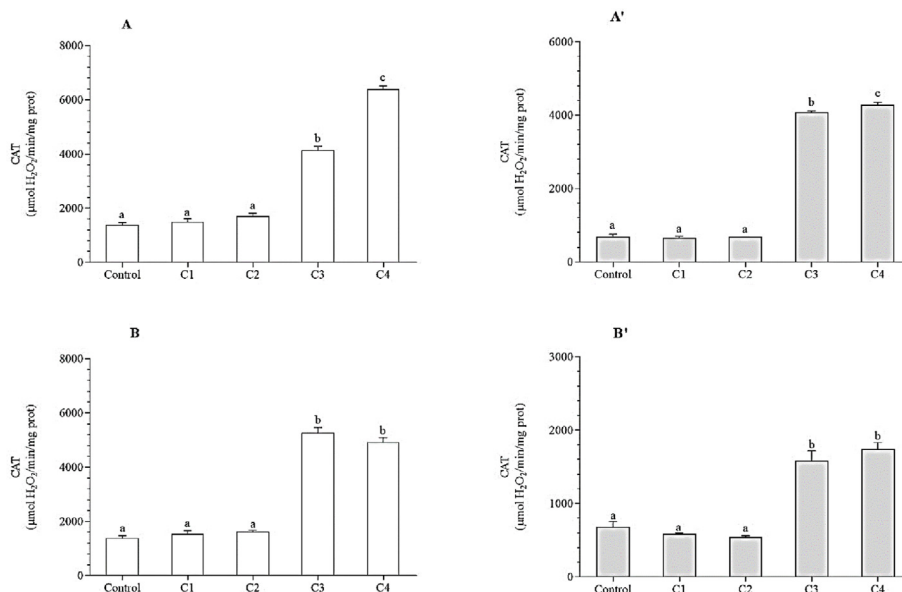 A
CAT
(μmol H₂O₂/min/mg prot)
8000
6000
4000
2000
0
a
a
a
b
c
Control C1 C2 C3 C4
A'
CAT
(μmol H₂O₂/min/mg prot)
6000
4000
2000
0
a
a
a
b
c
Control C1 C2 C3 C4
B
CAT
(μmol H₂O₂/min/mg prot)
8000
6000
4000
2000
0
a
a
a
b
b
Control C1 C2 C3 C4
B'
CAT
(μmol H₂O₂/min/mg prot)
3000
2000
1000
0
a
a
a
b
b
Control C1 C2 C3 C4